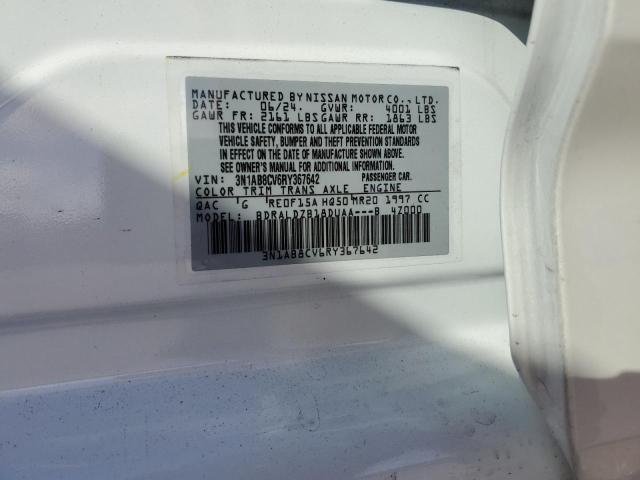 MANUFACTURED BY NISSAN MOTOR CO., LTD.
DATE: 06/24. GVWR: 4001 LBS
GAWR FR: 2161 LBS GAWR RR: 1863 LBS
THIS VEHICLE CONFORMS TO ALL APPLICABLE FEDERAL MOTOR
VEHICLE SAFETY, BUMPER AND THEFT PREVENTION STANDARDS
IN EFFECT ON THE DATE OF MANUFACTURE SHOWN ABOVE.
SEE OWNER'S MANUAL FOR ADDITIONAL INFORMATION
VIN: 3N1AB8CV6RY367642 PASSENGER CAR.
COLOR TRIM TRANS AXLE ENGINE
QAC G RE0F15A HQ50 MR20 1997 CC
MODEL: BDRALDZB18DUAA---B 4Z000
3N1AB8CV6RY367642